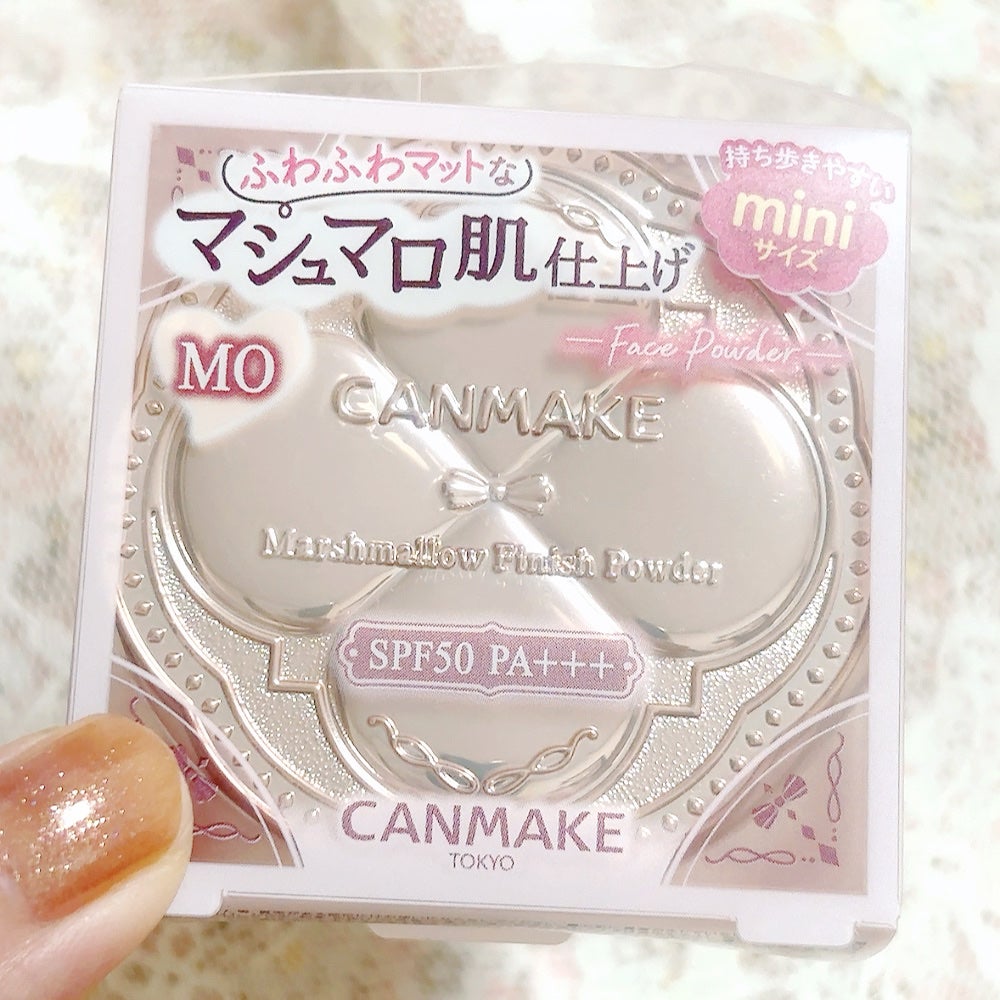 ふわふわマットな
マシュマロ肌仕上げ
持ち歩きやすい
mini
サイズ
Face Powder
MO
CANMAKE
Marshmallow Finish Powder
SPF50 PA+++
CANMAKE
TOKYO